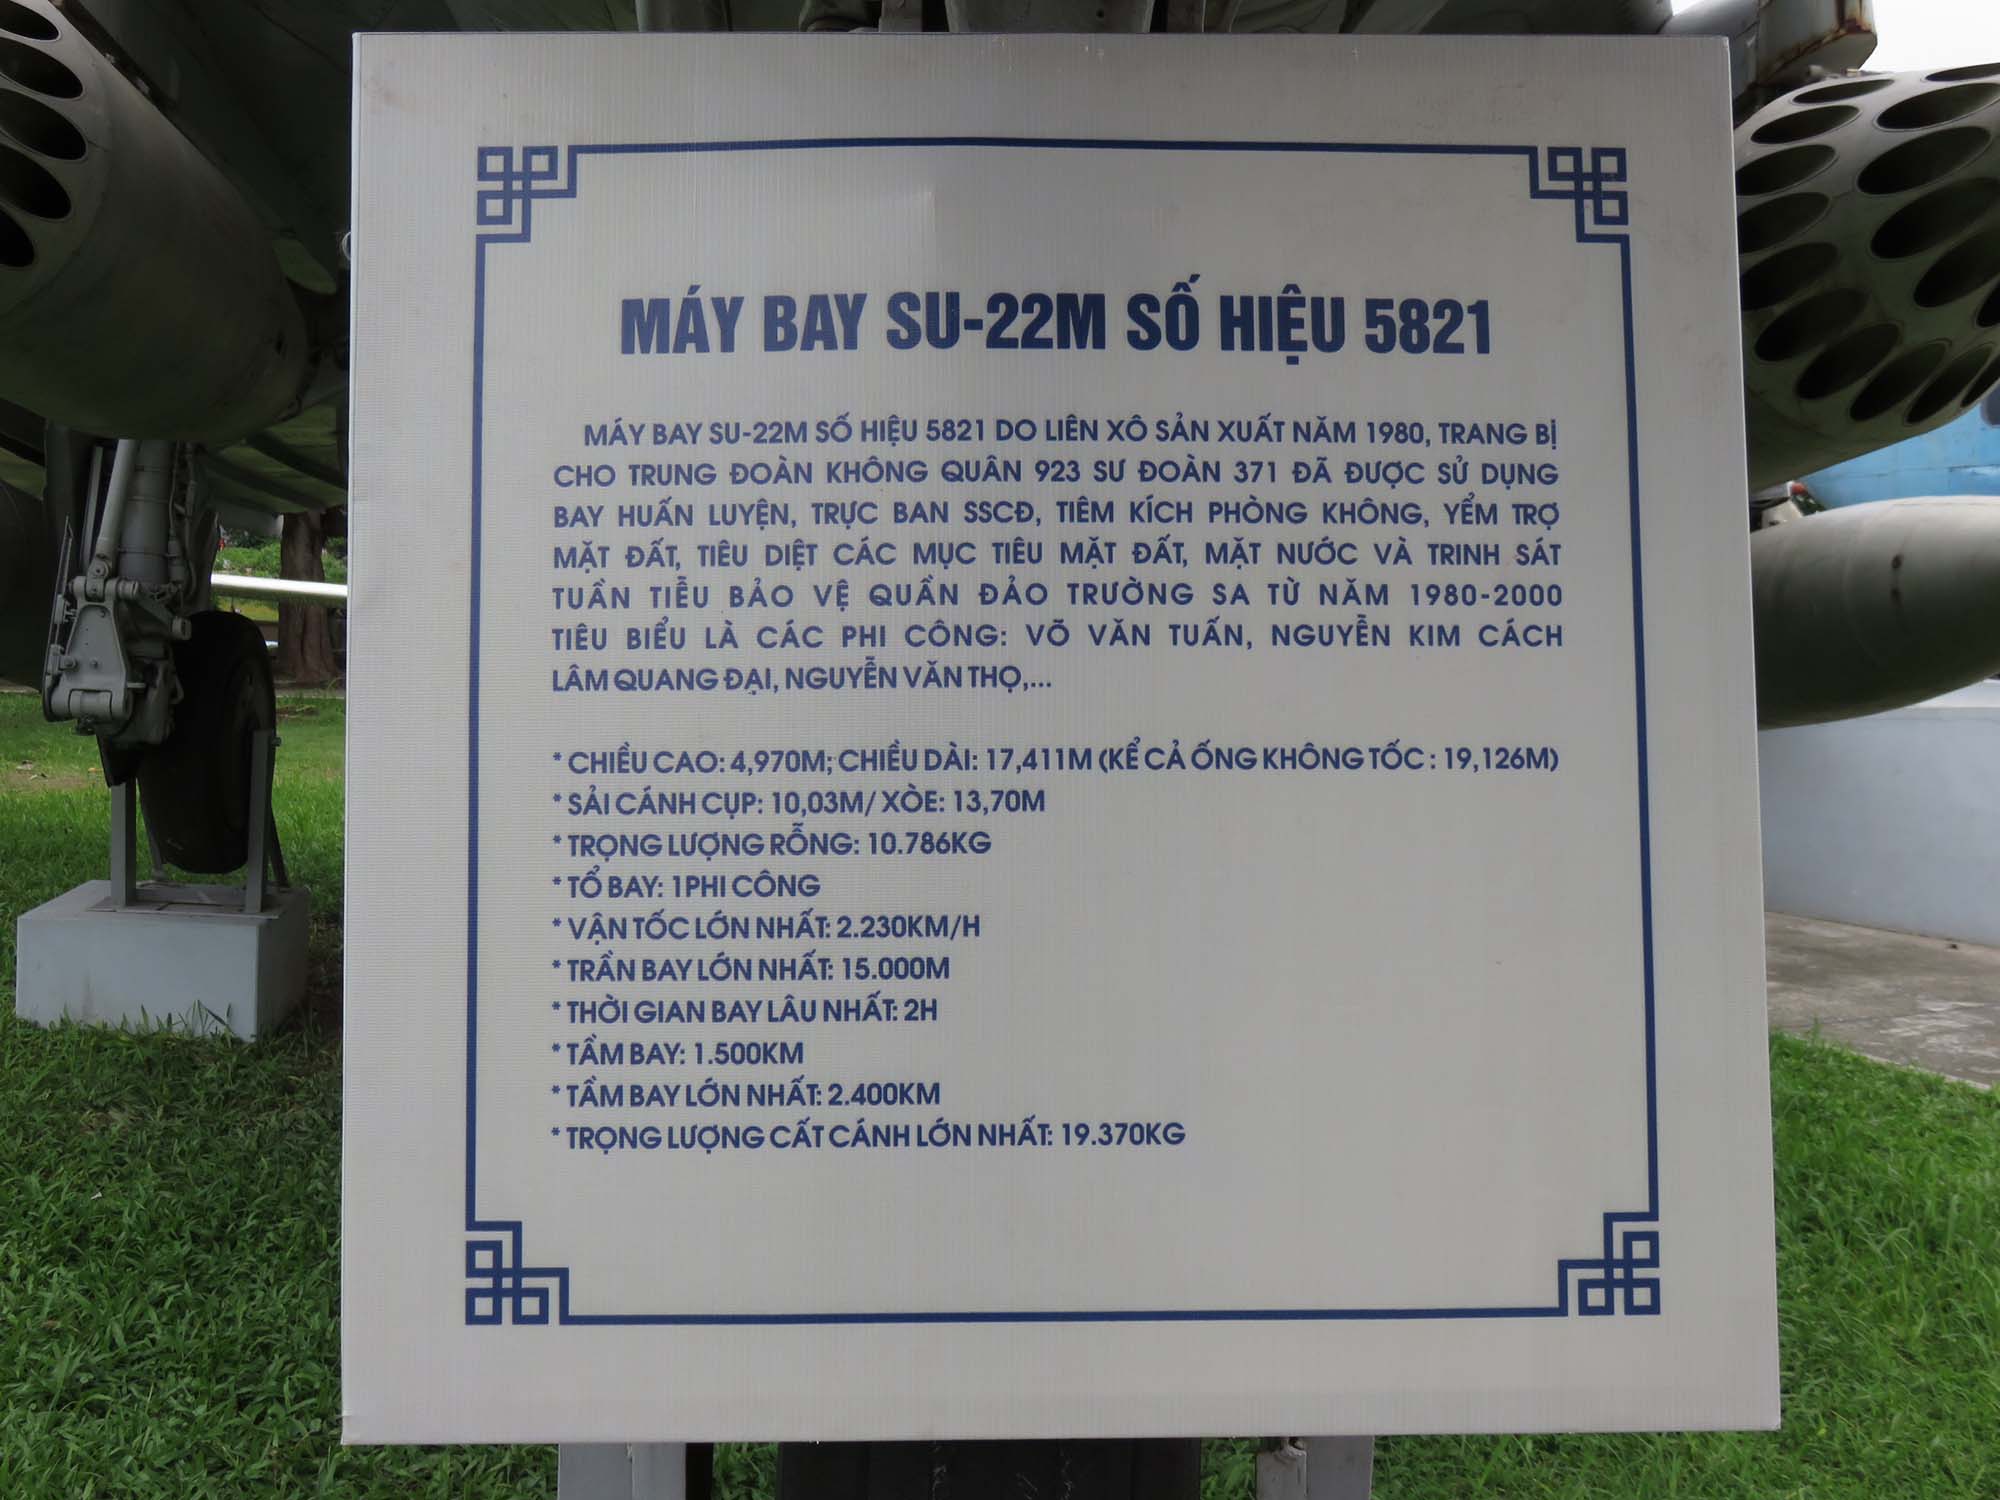 MÁY BAY SU-22M SỐ HIỆU 5821
MÁY BAY SU-22M SỐ HIỆU 5821 DO LIÊN XÔ SẢN XUẤT NĂM 1980, TRANG BỊ
CHO TRUNG ĐOÀN KHÔNG QUÂN 923 SƯ ĐOÀN 371 ĐÃ ĐƯỢC SỬ DỤNG
BAY HUẤN LUYỆN, TRỰC BAN SSCĐ, TIÊM KÍCH PHÒNG KHÔNG, YỂM TRỢ
MẶT ĐẤT, TIÊU DIỆT CÁC MỤC TIÊU MẶT ĐẤT, MẶT NƯỚC VÀ TRINH SÁT
TUẦN TIỄU BẢO VỆ QUẦN ĐẢO TRƯỜNG SA TỪ NĂM 1980-2000
TIÊU BIỂU LÀ CÁC PHI CÔNG: VÕ VĂN TUẤN, NGUYỄN KIM CÁCH
LÂM QUANG ĐẠI, NGUYỄN VĂN THỌ,...
* CHIỀU CAO: 4,970M; CHIỀU DÀI: 17,411M (KỂ CẢ ỐNG KHÔNG TỐC : 19,126M)
* SẢI CÁNH CỤP: 10,03M/ XÒE: 13,70M
* TRỌNG LƯỢNG RỖNG: 10.786KG
* TỔ BAY: 1PHI CÔNG
* VẬN TỐC LỚN NHẤT: 2.230KM/H
* TRẦN BAY LỚN NHẤT: 15.000M
* THỜI GIAN BAY LÂU NHẤT: 2H
* TẦM BAY: 1.500KM
* TẦM BAY LỚN NHẤT: 2.400KM
* TRỌNG LƯỢNG CẤT CÁNH LỚN NHẤT: 19.370KG